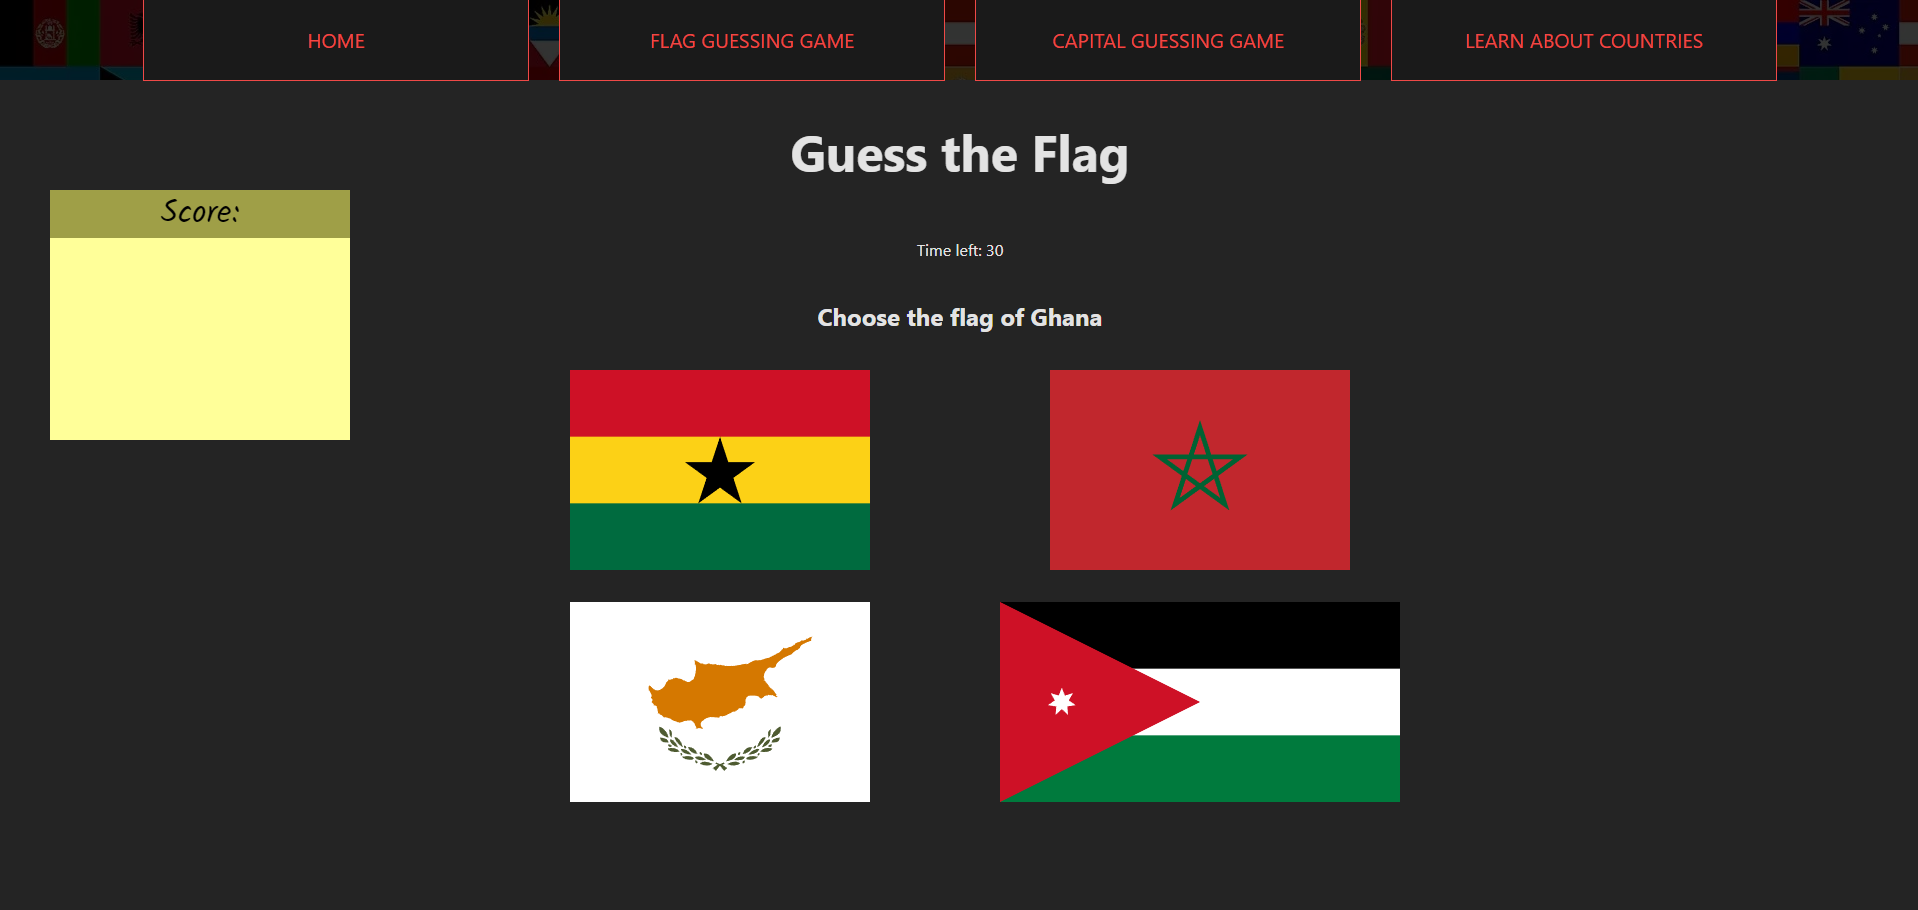 HOME
FLAG GUESSING GAME
CAPITAL GUESSING GAME
LEARN ABOUT COUNTRIES
Guess the Flag
Score:
Time left: 30
Choose the flag of Ghana